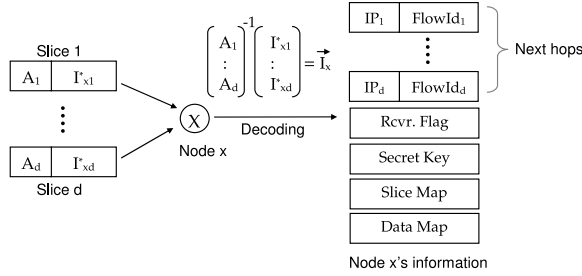 Slice 1
A1 I*x1
Ad I*xd
Slice d
X
Node x
A1 : Ad -1 I*x1 : I*xd = Ix
Decoding
IP1 FlowId1
IPd FlowIdd
Next hops
Rcvr. Flag
Secret Key
Slice Map
Data Map
Node x's information